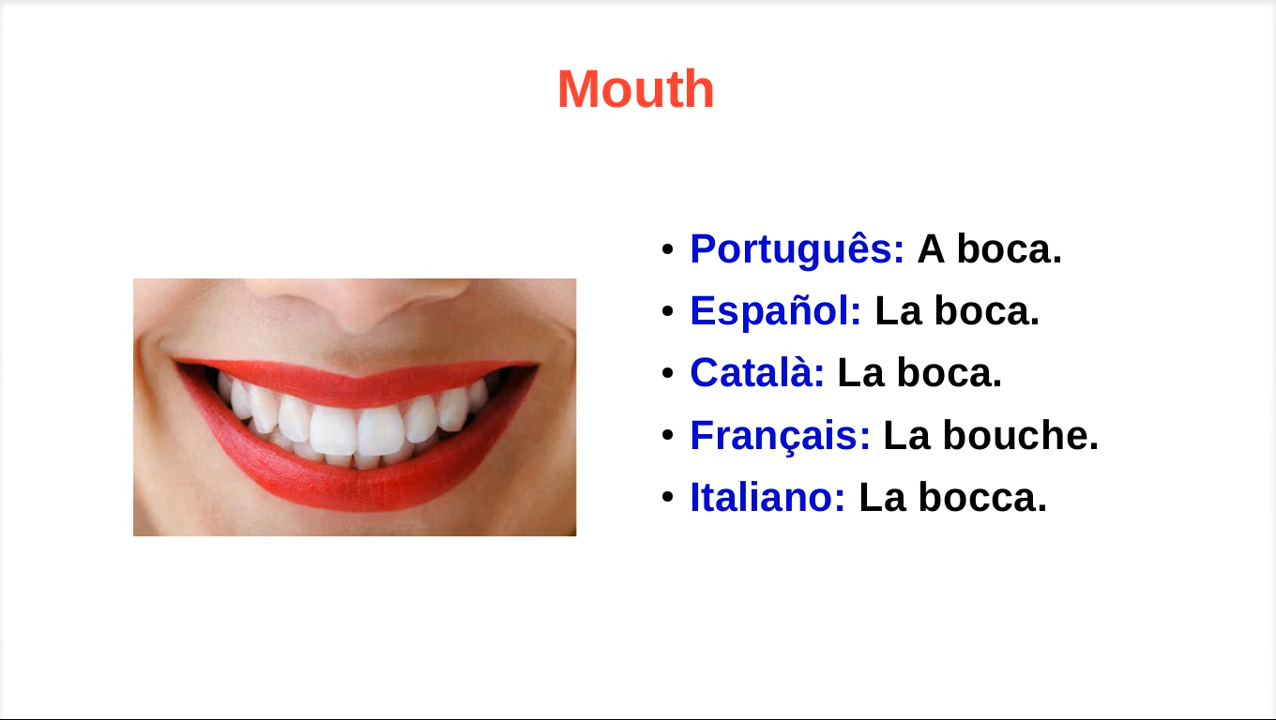 Mouth
• Português: A boca.
• Español: La boca.
• Català: La boca.
• Français: La bouche.
• Italiano: La bocca.